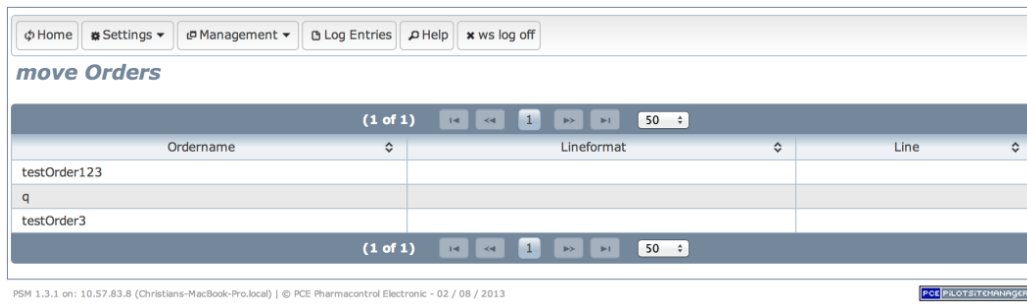 Home Settings Management Log Entries Help ws log off
move Orders
(1 of 1) 1 50
Ordername Lineformat Line
testOrder123
q
testOrder3
(1 of 1) 1 50
PSM 1.3.1 on: 10.57.83.8 (Christians-MacBook-Pro.local) | © PCE Pharmacontrol Electronic - 02 / 08 / 2013 PCE PILOTSITEMANAGER